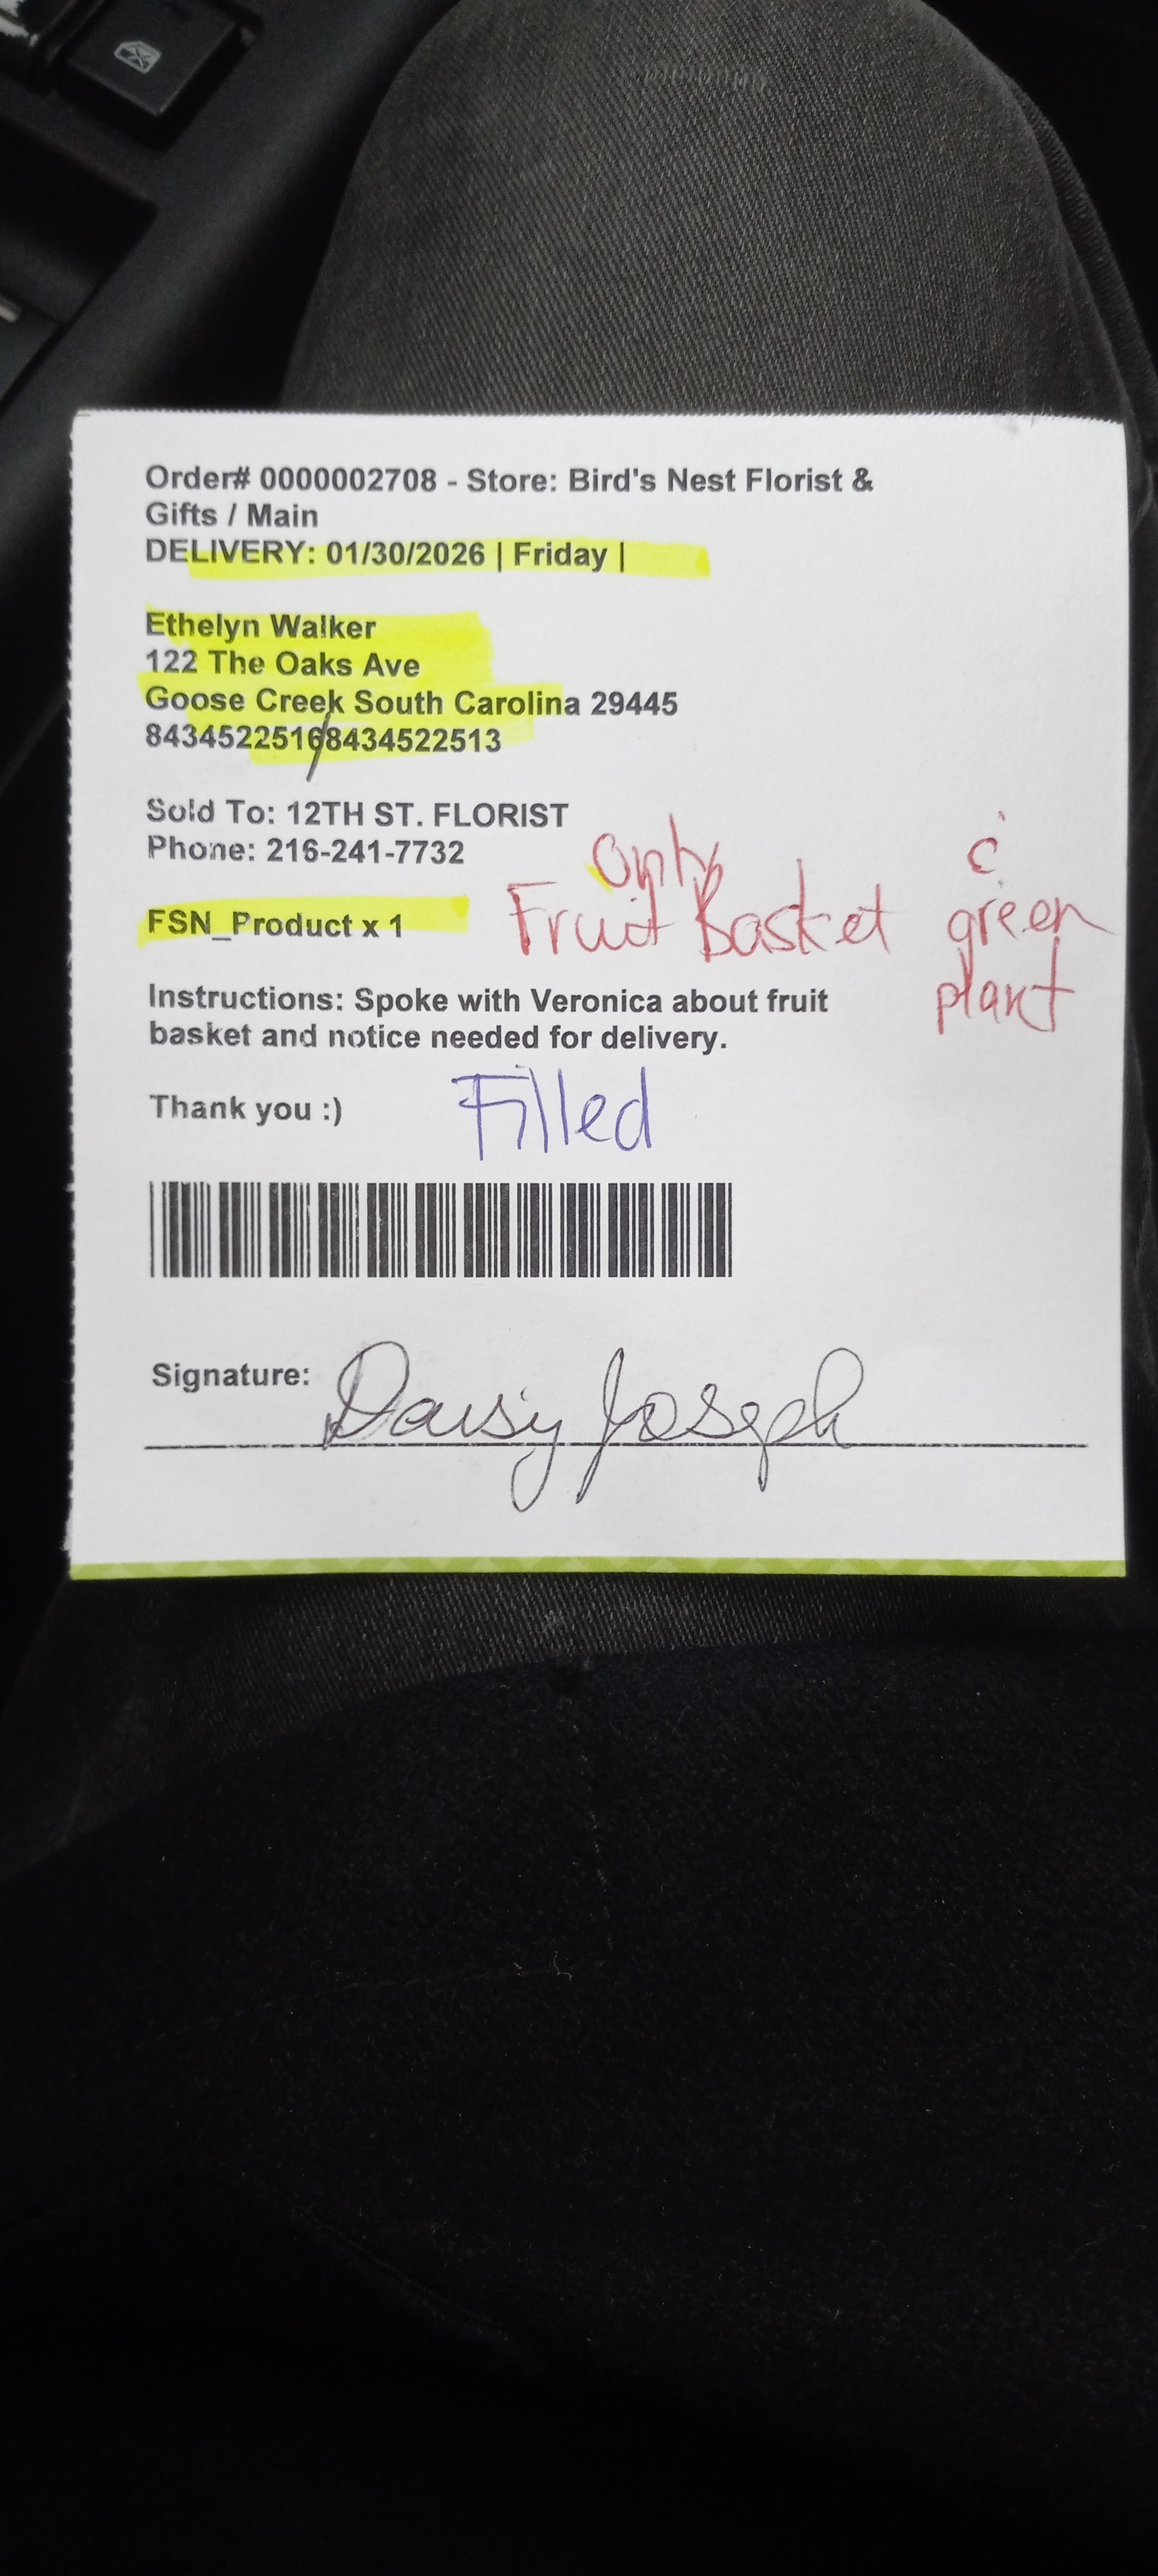 Order# 0000002708 - Store: Bird's Nest Florist &
Gifts / Main
DELIVERY: 01/30/2026 | Friday |
Ethelyn Walker
122 The Oaks Ave
Goose Creek South Carolina 29445
8434522516/8434522513
Sold To: 12TH ST. FLORIST
Phone: 216-241-7732
only
FSN_Product x 1 Fruit Basket c̄ green
plant
Instructions: Spoke with Veronica about fruit
basket and notice needed for delivery.
Thank you :) Filled
Signature: Daisy Joseph